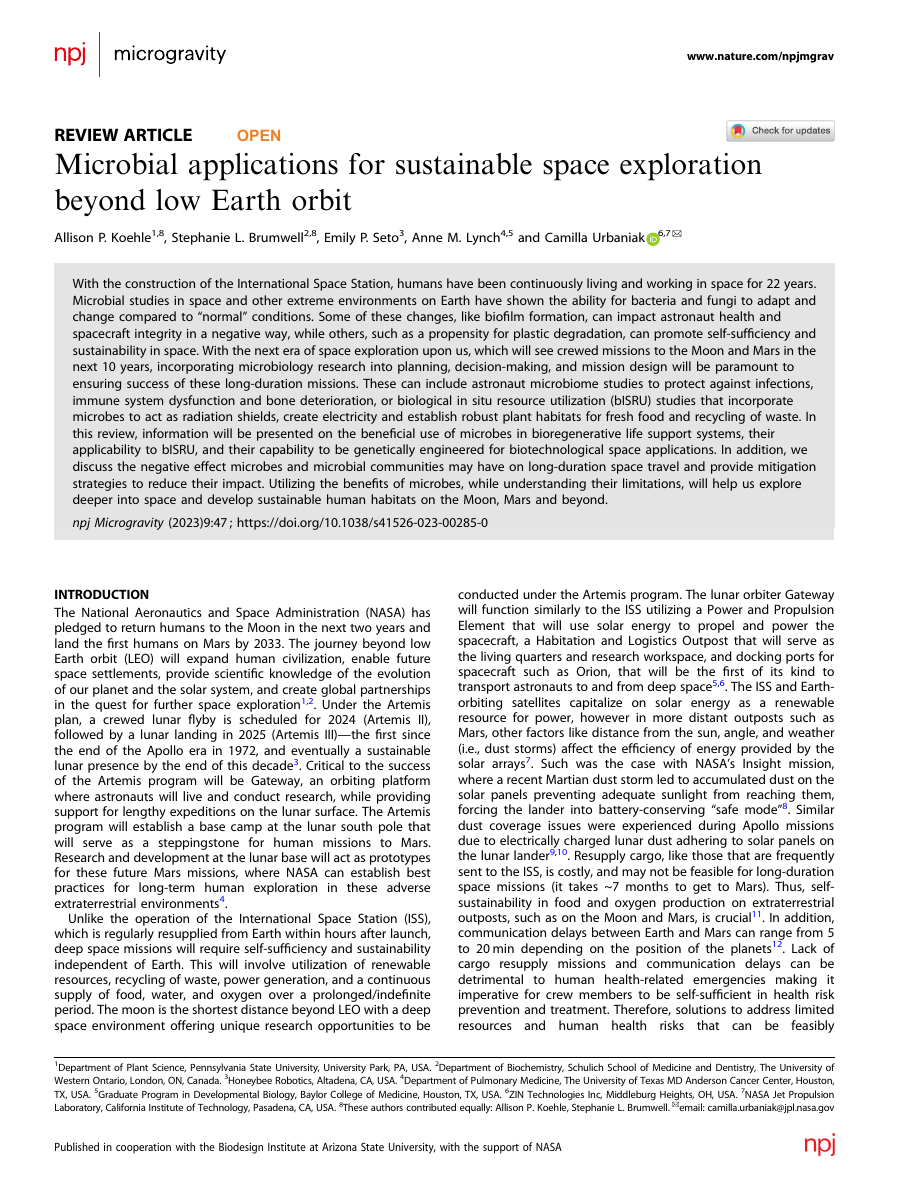 npj | microgravity
www.nature.com/npjmgrav
REVIEW ARTICLE OPEN
Check for updates
Microbial applications for sustainable space exploration
beyond low Earth orbit
Allison P. Koehle1,8, Stephanie L. Brumwell2,8, Emily P. Seto3, Anne M. Lynch4,5 and Camilla Urbaniak iD 6,7✉
With the construction of the International Space Station, humans have been continuously living and working in space for 22 years.
Microbial studies in space and other extreme environments on Earth have shown the ability for bacteria and fungi to adapt and
change compared to “normal” conditions. Some of these changes, like biofilm formation, can impact astronaut health and
spacecraft integrity in a negative way, while others, such as a propensity for plastic degradation, can promote self-sufficiency and
sustainability in space. With the next era of space exploration upon us, which will see crewed missions to the Moon and Mars in the
next 10 years, incorporating microbiology research into planning, decision-making, and mission design will be paramount to
ensuring success of these long-duration missions. These can include astronaut microbiome studies to protect against infections,
immune system dysfunction and bone deterioration, or biological in situ resource utilization (bISRU) studies that incorporate
microbes to act as radiation shields, create electricity and establish robust plant habitats for fresh food and recycling of waste. In
this review, information will be presented on the beneficial use of microbes in bioregenerative life support systems, their
applicability to bISRU, and their capability to be genetically engineered for biotechnological space applications. In addition, we
discuss the negative effect microbes and microbial communities may have on long-duration space travel and provide mitigation
strategies to reduce their impact. Utilizing the benefits of microbes, while understanding their limitations, will help us explore
deeper into space and develop sustainable human habitats on the Moon, Mars and beyond.
npj Microgravity (2023)9:47 ; https://doi.org/10.1038/s41526-023-00285-0
INTRODUCTION
The National Aeronautics and Space Administration (NASA) has
pledged to return humans to the Moon in the next two years and
land the first humans on Mars by 2033. The journey beyond low
Earth orbit (LEO) will expand human civilization, enable future
space settlements, provide scientific knowledge of the evolution
of our planet and the solar system, and create global partnerships
in the quest for further space exploration1,2. Under the Artemis
plan, a crewed lunar flyby is scheduled for 2024 (Artemis II),
followed by a lunar landing in 2025 (Artemis III)—the first since
the end of the Apollo era in 1972, and eventually a sustainable
lunar presence by the end of this decade3. Critical to the success
of the Artemis program will be Gateway, an orbiting platform
where astronauts will live and conduct research, while providing
support for lengthy expeditions on the lunar surface. The Artemis
program will establish a base camp at the lunar south pole that
will serve as a steppingstone for human missions to Mars.
Research and development at the lunar base will act as prototypes
for these future Mars missions, where NASA can establish best
practices for long-term human exploration in these adverse
extraterrestrial environments4.
Unlike the operation of the International Space Station (ISS),
which is regularly resupplied from Earth within hours after launch,
deep space missions will require self-sufficiency and sustainability
independent of Earth. This will involve utilization of renewable
resources, recycling of waste, power generation, and a continuous
supply of food, water, and oxygen over a prolonged/indefinite
period. The moon is the shortest distance beyond LEO with a deep
space environment offering unique research opportunities to be
conducted under the Artemis program. The lunar orbiter Gateway
will function similarly to the ISS utilizing a Power and Propulsion
Element that will use solar energy to propel and power the
spacecraft, a Habitation and Logistics Outpost that will serve as
the living quarters and research workspace, and docking ports for
spacecraft such as Orion, that will be the first of its kind to
transport astronauts to and from deep space5,6. The ISS and Earth-
orbiting satellites capitalize on solar energy as a renewable
resource for power, however in more distant outposts such as
Mars, other factors like distance from the sun, angle, and weather
(i.e., dust storms) affect the efficiency of energy provided by the
solar arrays7. Such was the case with NASA’s Insight mission,
where a recent Martian dust storm led to accumulated dust on the
solar panels preventing adequate sunlight from reaching them,
forcing the lander into battery-conserving “safe mode”8. Similar
dust coverage issues were experienced during Apollo missions
due to electrically charged lunar dust adhering to solar panels on
the lunar lander9,10. Resupply cargo, like those that are frequently
sent to the ISS, is costly, and may not be feasible for long-duration
space missions (it takes ~7 months to get to Mars). Thus, self-
sustainability in food and oxygen production on extraterrestrial
outposts, such as on the Moon and Mars, is crucial11. In addition,
communication delays between Earth and Mars can range from 5
to 20 min depending on the position of the planets12. Lack of
cargo resupply missions and communication delays can be
detrimental to human health-related emergencies making it
imperative for crew members to be self-sufficient in health risk
prevention and treatment. Therefore, solutions to address limited
resources and human health risks that can be feasibly
1Department of Plant Science, Pennsylvania State University, University Park, PA, USA. 2Department of Biochemistry, Schulich School of Medicine and Dentistry, The University of
Western Ontario, London, ON, Canada. 3Honeybee Robotics, Altadena, CA, USA. 4Department of Pulmonary Medicine, The University of Texas MD Anderson Cancer Center, Houston,
TX, USA. 5Graduate Program in Developmental Biology, Baylor College of Medicine, Houston, TX, USA. 6ZIN Technologies Inc, Middleburg Heights, OH, USA. 7NASA Jet Propulsion
Laboratory, California Institute of Technology, Pasadena, CA, USA. 8These authors contributed equally: Allison P. Koehle, Stephanie L. Brumwell. ✉email: camilla.urbaniak@jpl.nasa.gov
Published in cooperation with the Biodesign Institute at Arizona State University, with the support of NASA
npj